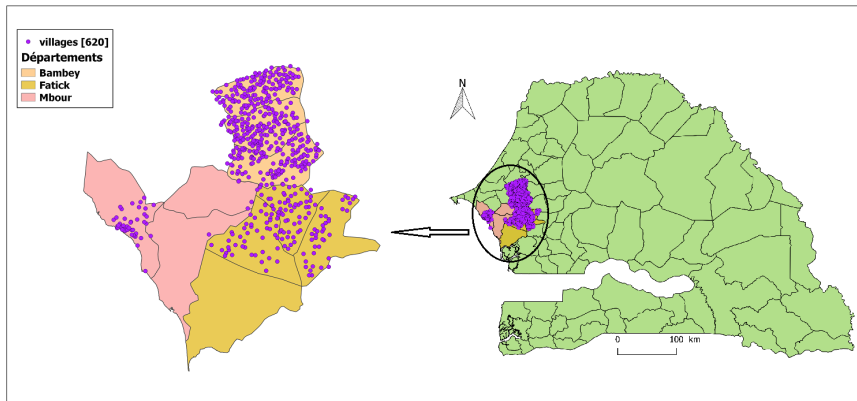 villages [620]
Départements
Bambey
Fatick
Mbour
N
0 100 km